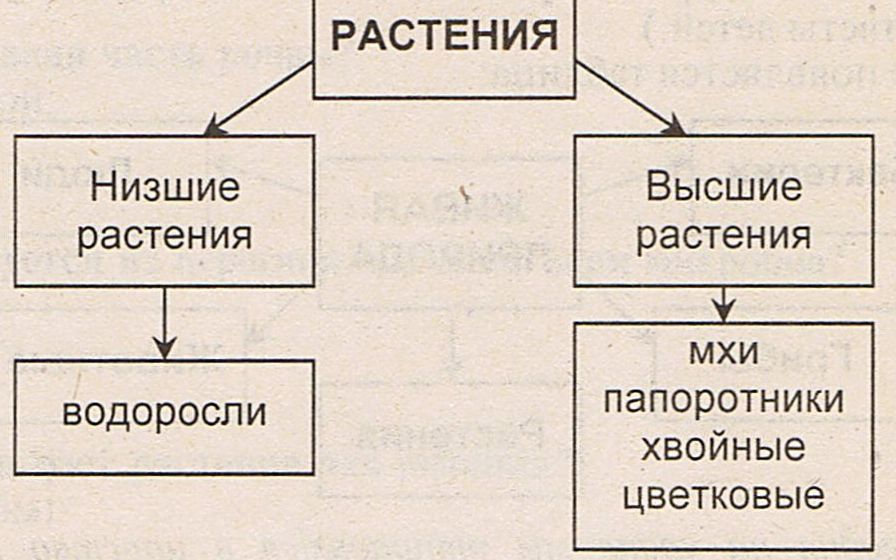 РАСТЕНИЯ
Низшие
растения
Высшие
растения
водоросли
мхи
папоротники
хвойные
цветковые